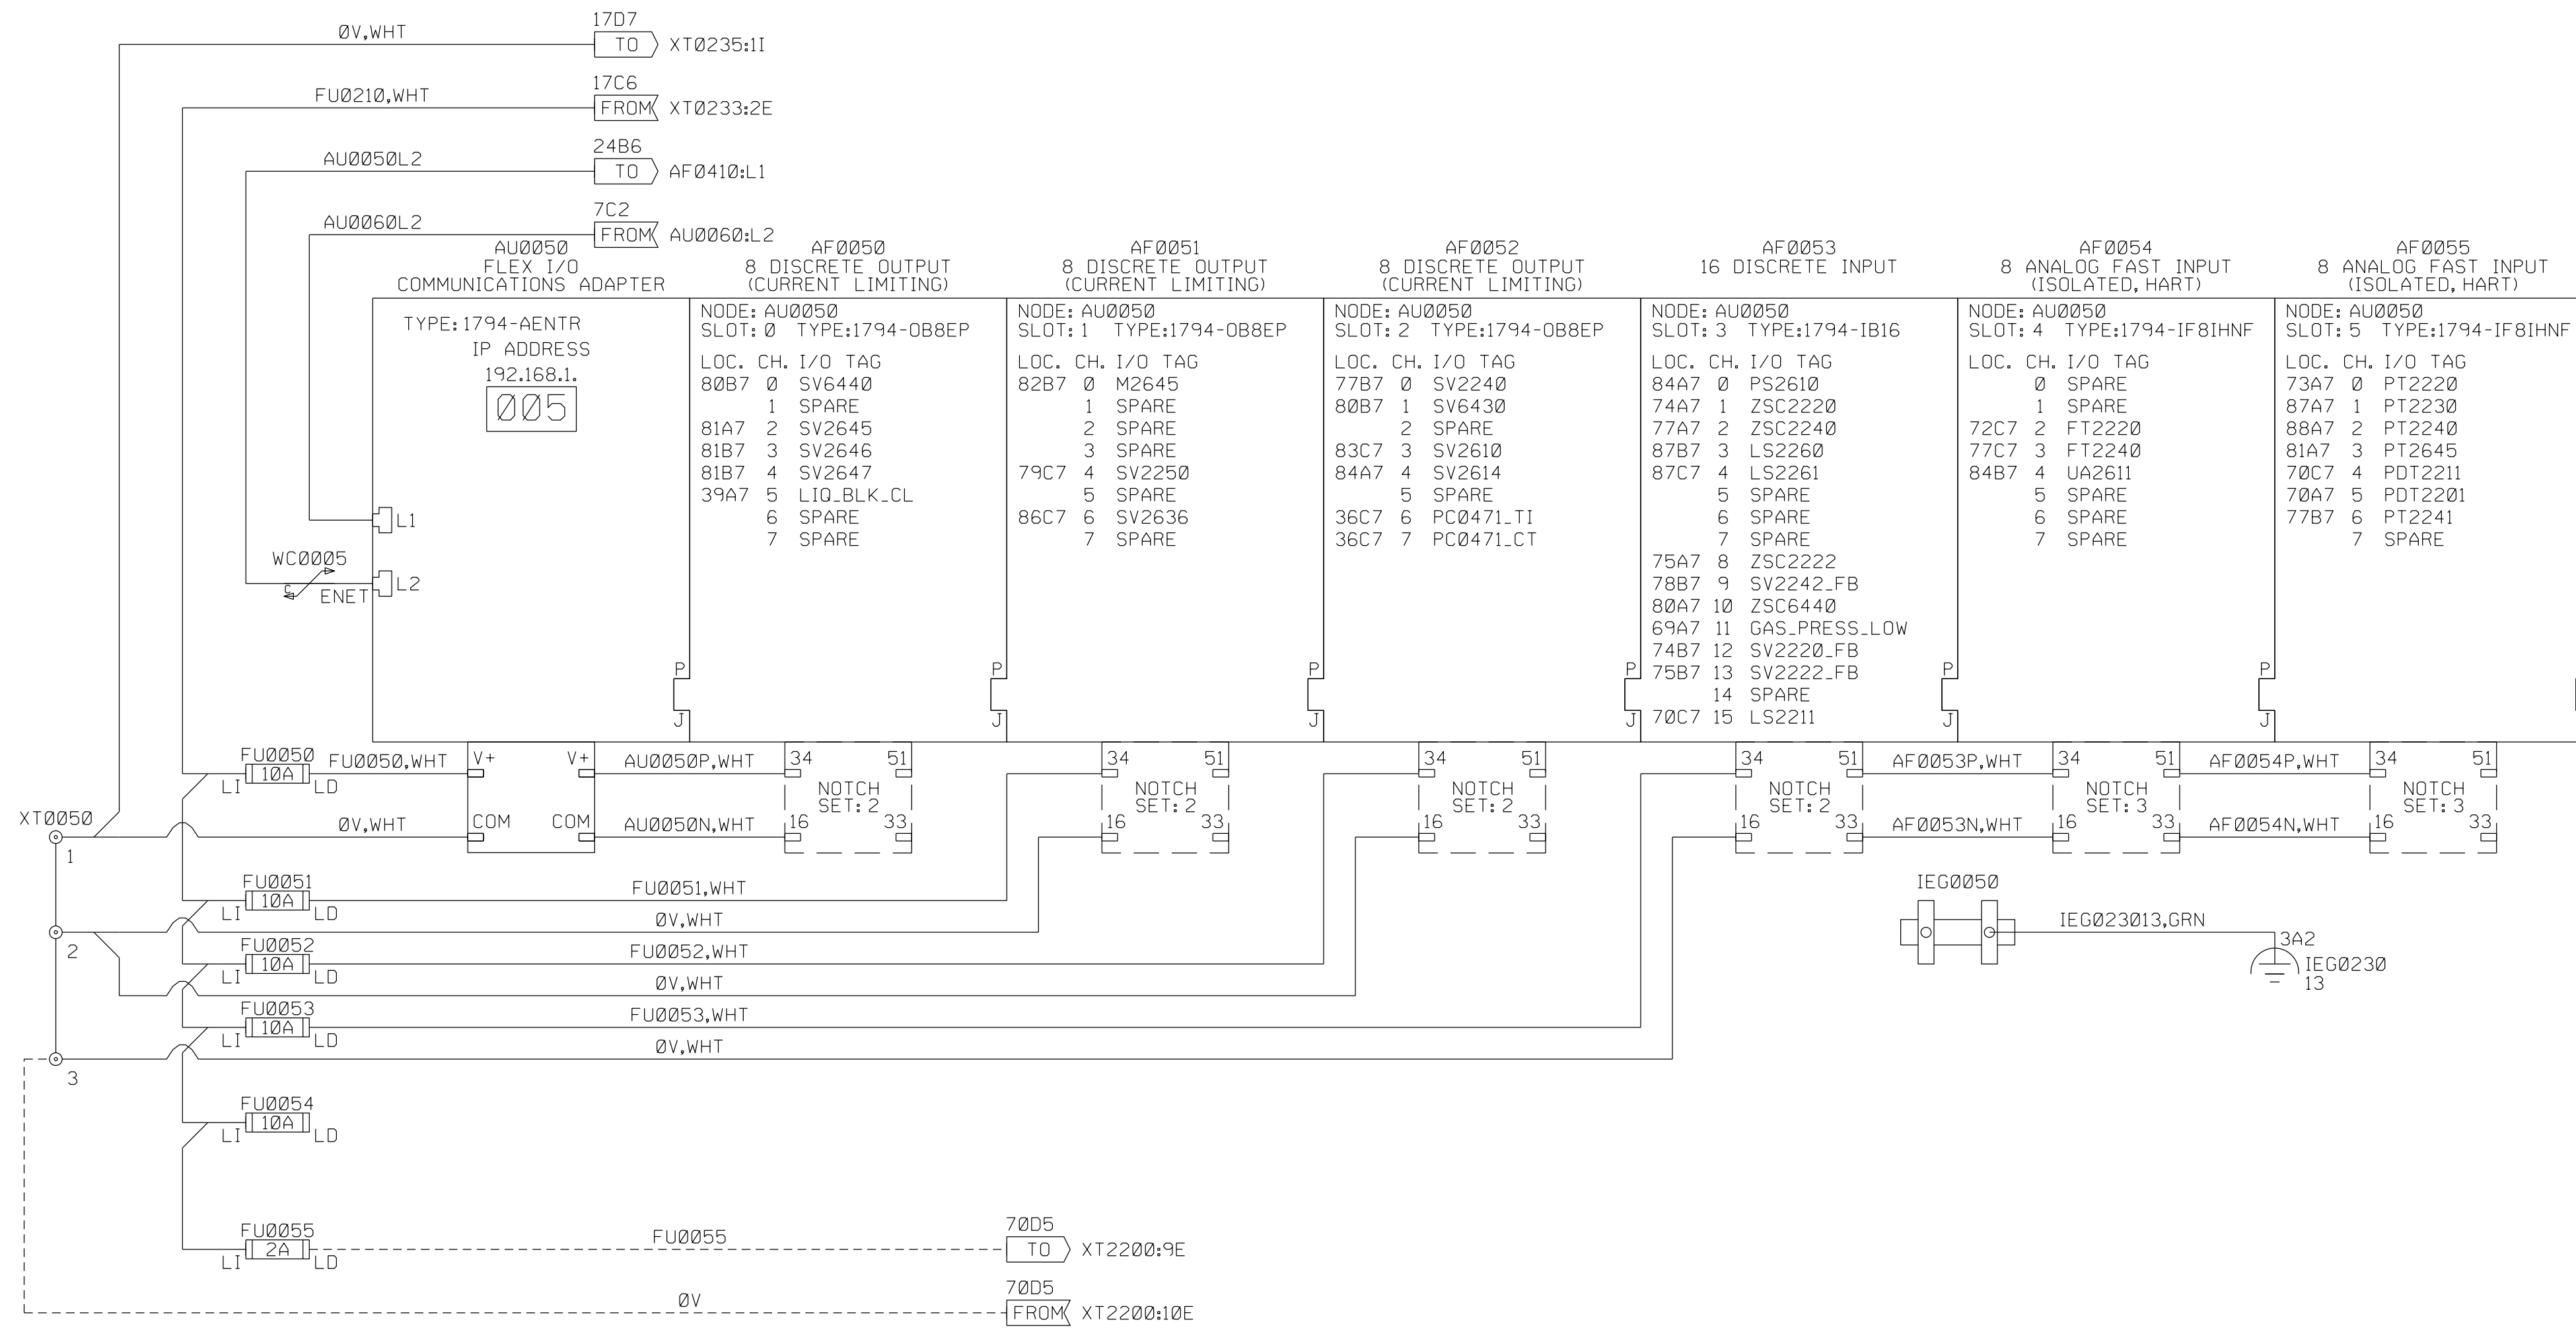 17D7
0V,WHT
TO
XT0235:1I
17C6
FU0210,WHT
FROM
XT0233:2E
24B6
AU0050L2
TO
AF0410:L1
7C2
AU0060L2
FROM
AU0060:L2
AU0050
FLEX I/O
COMMUNICATIONS ADAPTER
TYPE:1794-AENTR
IP ADDRESS
192.168.1.
005
L1
WC0005
C
ENET
L2
P
J
AF0050
8 DISCRETE OUTPUT
(CURRENT LIMITING)
NODE: AU0050
SLOT: 0 TYPE:1794-OB8EP
LOC. CH. I/O TAG
80B7 0 SV6440
1 SPARE
81A7 2 SV2645
81B7 3 SV2646
81B7 4 SV2647
39A7 5 LIQ_BLK_CL
6 SPARE
7 SPARE
P
J
AF0051
8 DISCRETE OUTPUT
(CURRENT LIMITING)
NODE: AU0050
SLOT: 1 TYPE:1794-OB8EP
LOC. CH. I/O TAG
82B7 0 M2645
1 SPARE
2 SPARE
3 SPARE
79C7 4 SV2250
5 SPARE
86C7 6 SV2636
7 SPARE
P
J
AF0052
8 DISCRETE OUTPUT
(CURRENT LIMITING)
NODE: AU0050
SLOT: 2 TYPE:1794-OB8EP
LOC. CH. I/O TAG
77B7 0 SV2240
80B7 1 SV6430
2 SPARE
83C7 3 SV2610
84A7 4 SV2614
5 SPARE
36C7 6 PC0471_TI
36C7 7 PC0471_CT
P
J
AF0053
16 DISCRETE INPUT
NODE: AU0050
SLOT: 3 TYPE:1794-IB16
LOC. CH. I/O TAG
84A7 0 PS2610
74A7 1 ZSC2220
77A7 2 ZSC2240
87B7 3 LS2260
87C7 4 LS2261
5 SPARE
6 SPARE
7 SPARE
75A7 8 ZSC2222
78B7 9 SV2242_FB
80A7 10 ZSC6440
69A7 11 GAS_PRESS_LOW
74B7 12 SV2220_FB
75B7 13 SV2222_FB
14 SPARE
70C7 15 LS2211
P
J
AF0054
8 ANALOG FAST INPUT
(ISOLATED, HART)
NODE: AU0050
SLOT: 4 TYPE:1794-IF8IHNF
LOC. CH. I/O TAG
0 SPARE
1 SPARE
72C7 2 FT2220
77C7 3 FT2240
84B7 4 UA2611
5 SPARE
6 SPARE
7 SPARE
P
J
AF0055
8 ANALOG FAST INPUT
(ISOLATED, HART)
NODE: AU0050
SLOT: 5 TYPE:1794-IF8IHNF
LOC. CH. I/O TAG
73A7 0 PT2220
87A7 1 PT2230
88A7 2 PT2240
81A7 3 PT2645
70C7 4 PDT2211
70A7 5 PDT2201
77B7 6 PT2241
7 SPARE
FU0050
10A
LI LD
FU0050,WHT
V+ V+
AU0050P,WHT
34 51
NOTCH
SET: 2
16 33
34 51
NOTCH
SET: 2
16 33
34 51
NOTCH
SET: 2
16 33
34 51
NOTCH
SET: 2
16 33
AF0053P,WHT
34 51
NOTCH
SET: 3
16 33
AF0054P,WHT
34 51
NOTCH
SET: 3
16 33
XT0050
1
0V,WHT
COM COM
AU0050N,WHT
AF0053N,WHT
AF0054N,WHT
FU0051
10A
LI LD
FU0051,WHT
0V,WHT
2
FU0052
10A
LI LD
FU0052,WHT
0V,WHT
FU0053
10A
LI LD
FU0053,WHT
0V,WHT
3
IEG0050
IEG023013,GRN
3A2
IEG0230
13
FU0054
10A
LI LD
FU0055
2A
LI LD
FU0055
70D5
TO
XT2200:9E
0V
70D5
FROM
XT2200:10E